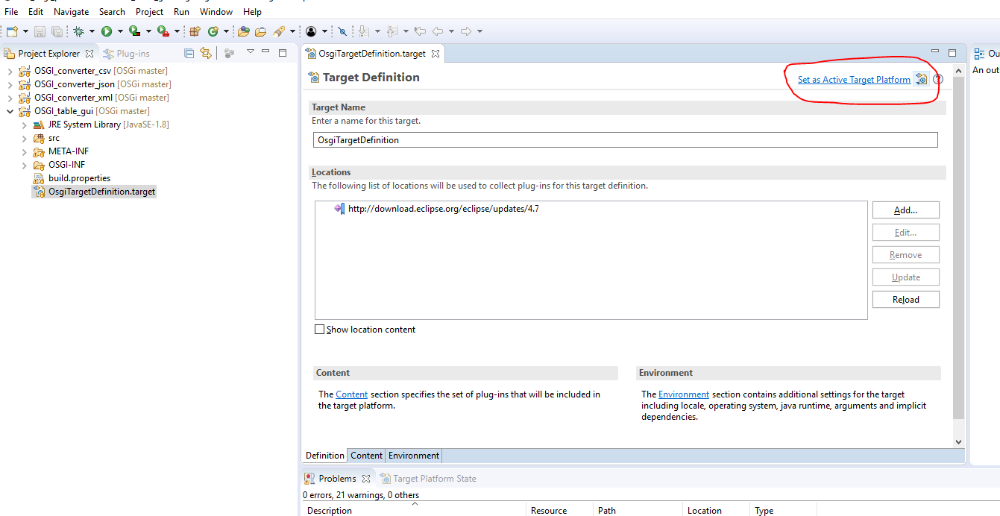 File Edit Navigate Search Project Run Window Help
Project Explorer
Plug-ins
OSGI_converter_csv [OSGi master]
OSGI_converter_json [OSGi master]
OSGI_converter_xml [OSGi master]
OSGI_table_gui [OSGi master]
JRE System Library [JavaSE-1.8]
src
META-INF
OSGI-INF
build.properties
OsgiTargetDefinition.target
OsgiTargetDefinition.target
Target Definition
Set as Active Target Platform
Target Name
Enter a name for this target.
OsgiTargetDefinition
Locations
The following list of locations will be used to collect plug-ins for this target definition.
http://download.eclipse.org/eclipse/updates/4.7
Add...
Edit...
Remove
Update
Reload
Show location content
Content
The Content section specifies the set of plug-ins that will be included in
the target platform.
Environment
The Environment section contains additional settings for the target
including locale, operating system, java runtime, arguments and implicit
dependencies.
Definition Content Environment
Problems
Target Platform State
0 errors, 21 warnings, 0 others
Description Resource Path Location Type
Ou
An out